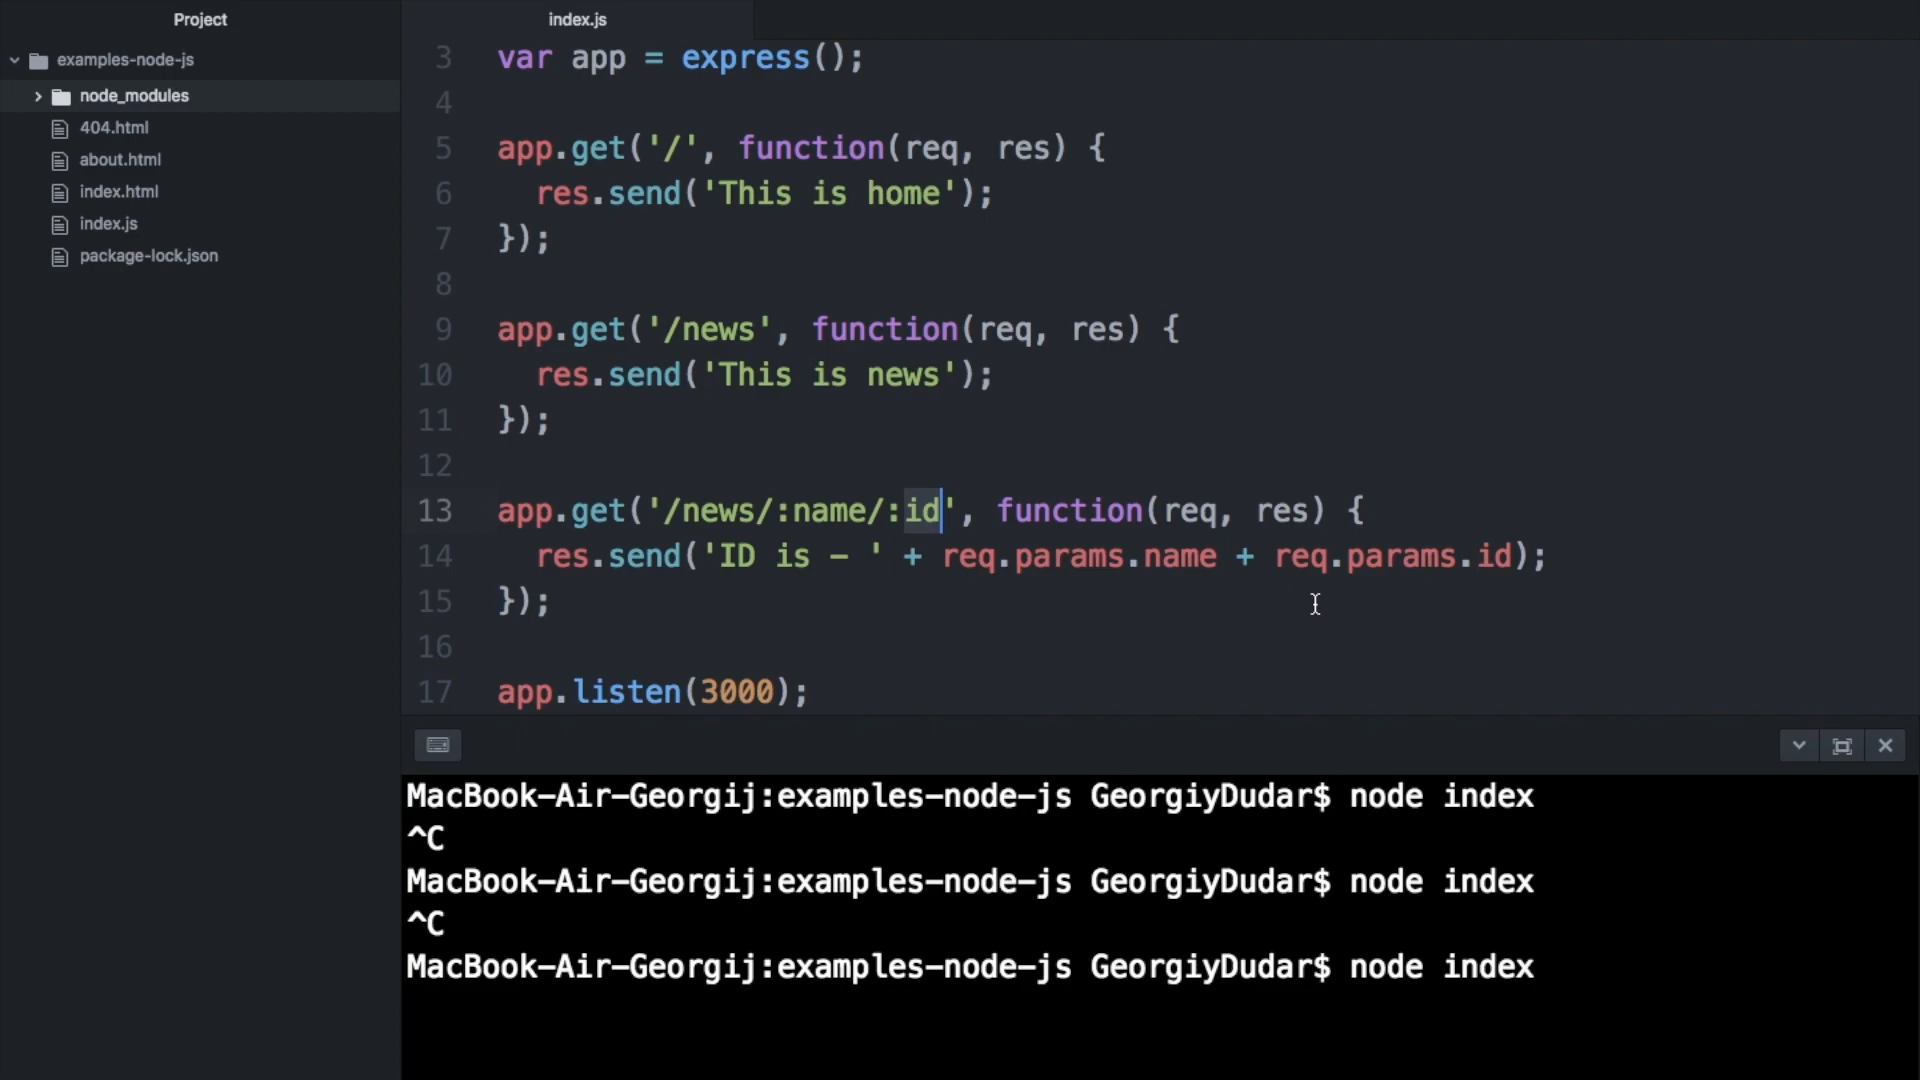 Project
examples-node-js
node_modules
404.html
about.html
index.html
index.js
package-lock.json
index.js
3 var app = express();
4
5 app.get('/', function(req, res) {
6 res.send('This is home');
7 });
8
9 app.get('/news', function(req, res) {
10 res.send('This is news');
11 });
12
13 app.get('/news/:name/:id', function(req, res) {
14 res.send('ID is - ' + req.params.name + req.params.id);
15 });
16
17 app.listen(3000);
MacBook-Air-Georgij:examples-node-js GeorgiyDudar$ node index
^C
MacBook-Air-Georgij:examples-node-js GeorgiyDudar$ node index
^C
MacBook-Air-Georgij:examples-node-js GeorgiyDudar$ node index